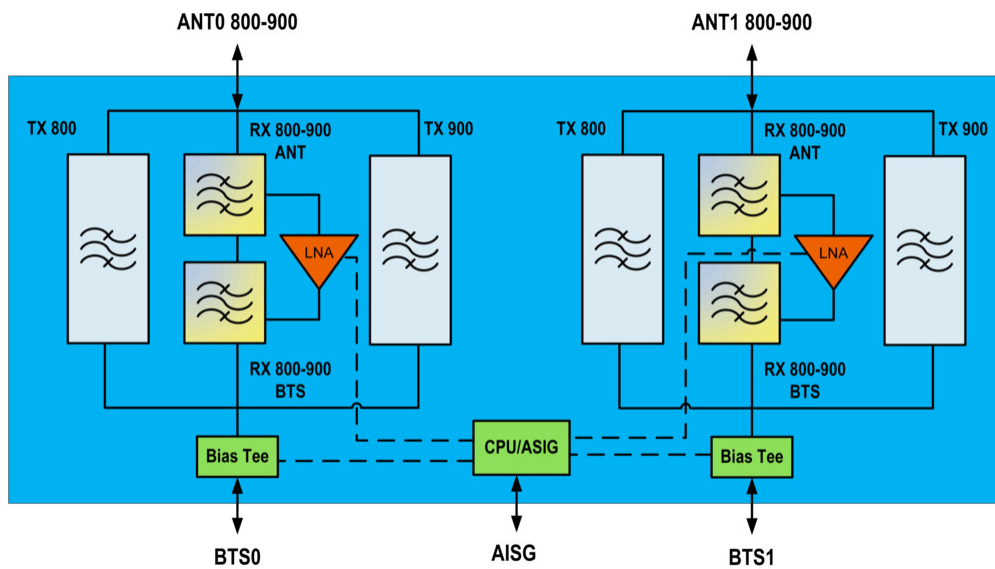 ANT0 800-900
ANT1 800-900
TX 800
RX 800-900
ANT
TX 900
TX 800
RX 800-900
ANT
TX 900
LNA
LNA
RX 800-900
BTS
RX 800-900
BTS
Bias Tee
CPU/ASIG
Bias Tee
BTS0
AISG
BTS1